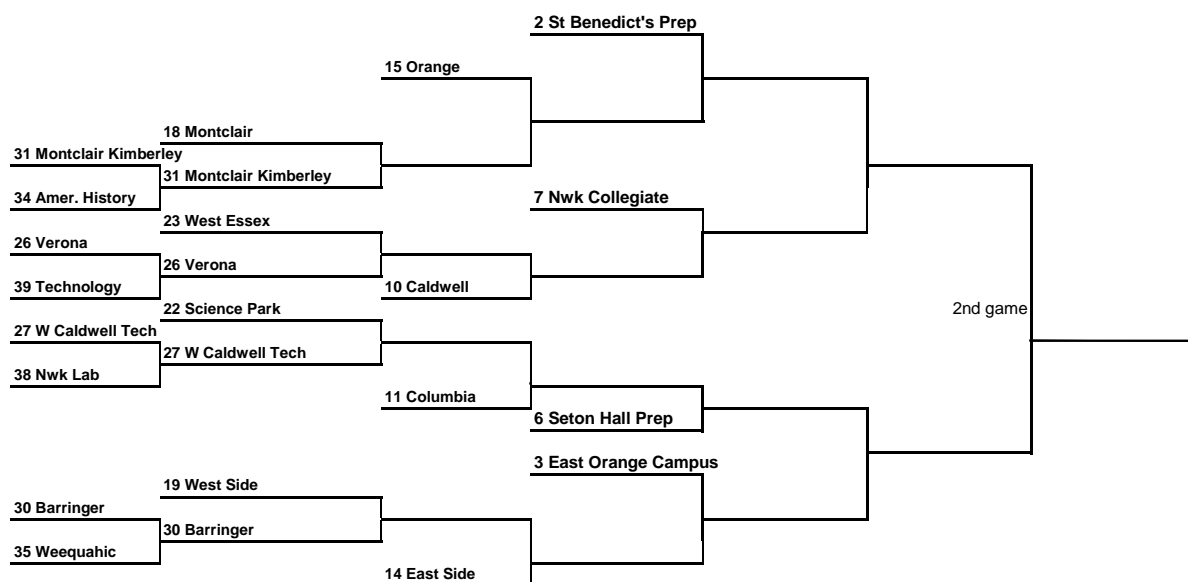 2 St Benedict's Prep
15 Orange
18 Montclair
31 Montclair Kimberley
31 Montclair Kimberley
34 Amer. History
7 Nwk Collegiate
23 West Essex
26 Verona
26 Verona
39 Technology
10 Caldwell
22 Science Park
2nd game
27 W Caldwell Tech
27 W Caldwell Tech
38 Nwk Lab
11 Columbia
6 Seton Hall Prep
3 East Orange Campus
19 West Side
30 Barringer
30 Barringer
35 Weequahic
14 East Side